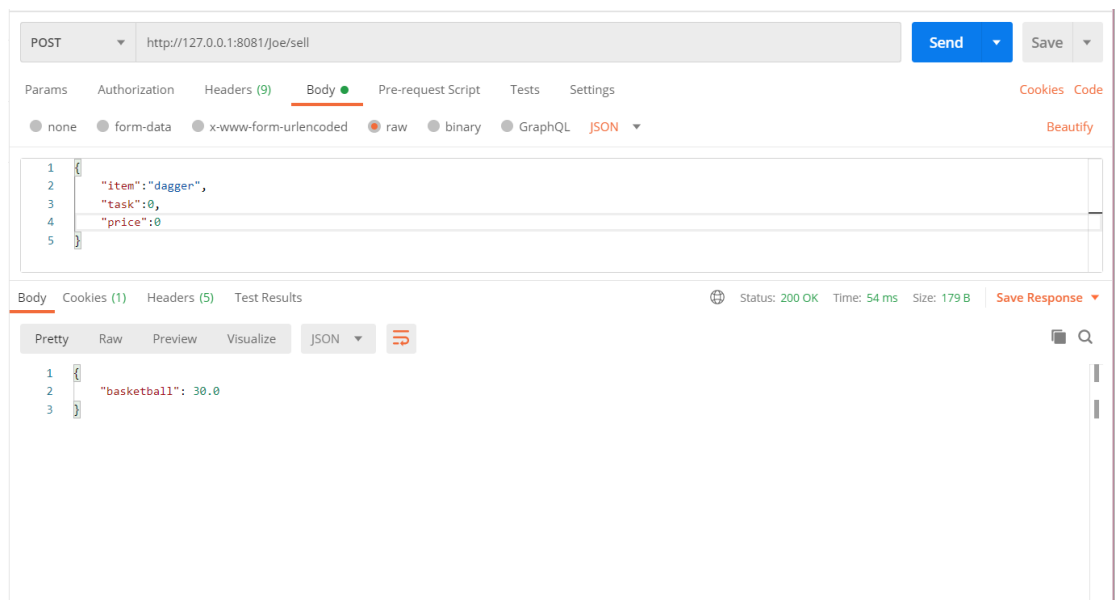 POST http://127.0.0.1:8081/Joe/sell Send Save
Params Authorization Headers (9) Body Pre-request Script Tests Settings Cookies Code
none form-data x-www-form-urlencoded raw binary GraphQL JSON Beautify
1 {
2 "item":"dagger",
3 "task":0,
4 "price":0
5 }
Body Cookies (1) Headers (5) Test Results Status: 200 OK Time: 54 ms Size: 179 B Save Response
Pretty Raw Preview Visualize JSON
1 {
2 "basketball": 30.0
3 }